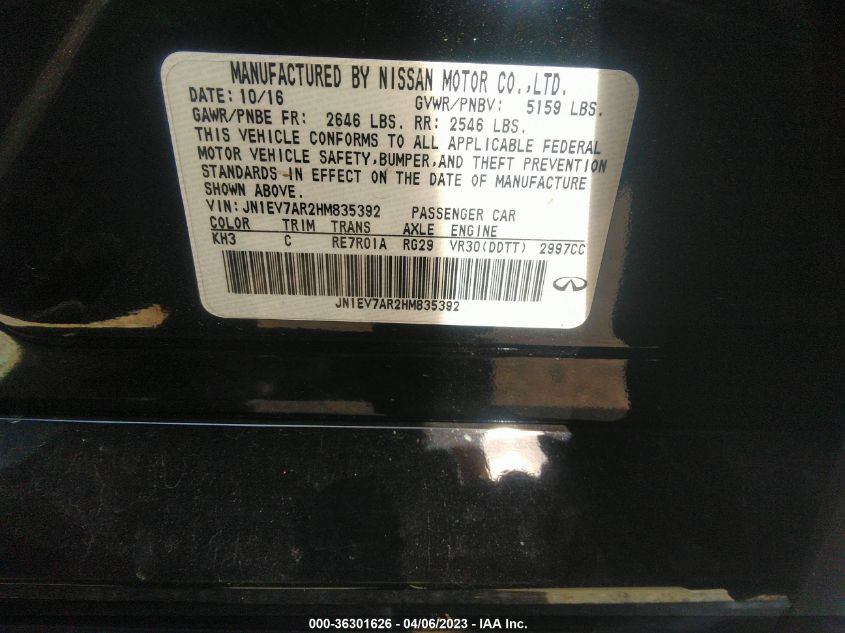 MANUFACTURED BY NISSAN MOTOR CO.,LTD.
DATE: 10/16 GVWR/PNBV: 5159 LBS.
GAWR/PNBE FR: 2646 LBS. RR: 2546 LBS.
THIS VEHICLE CONFORMS TO ALL APPLICABLE FEDERAL
MOTOR VEHICLE SAFETY,BUMPER,AND THEFT PREVENTION
STANDARDS IN EFFECT ON THE DATE OF MANUFACTURE
SHOWN ABOVE.
VIN: JN1EV7AR2HM835392 PASSENGER CAR
COLOR TRIM TRANS AXLE ENGINE
KH3 C RE7R01A RG29 VR30(DDTT) 2997CC
JN1EV7AR2HM835392
000-36301626 - 04/06/2023 - IAA Inc.